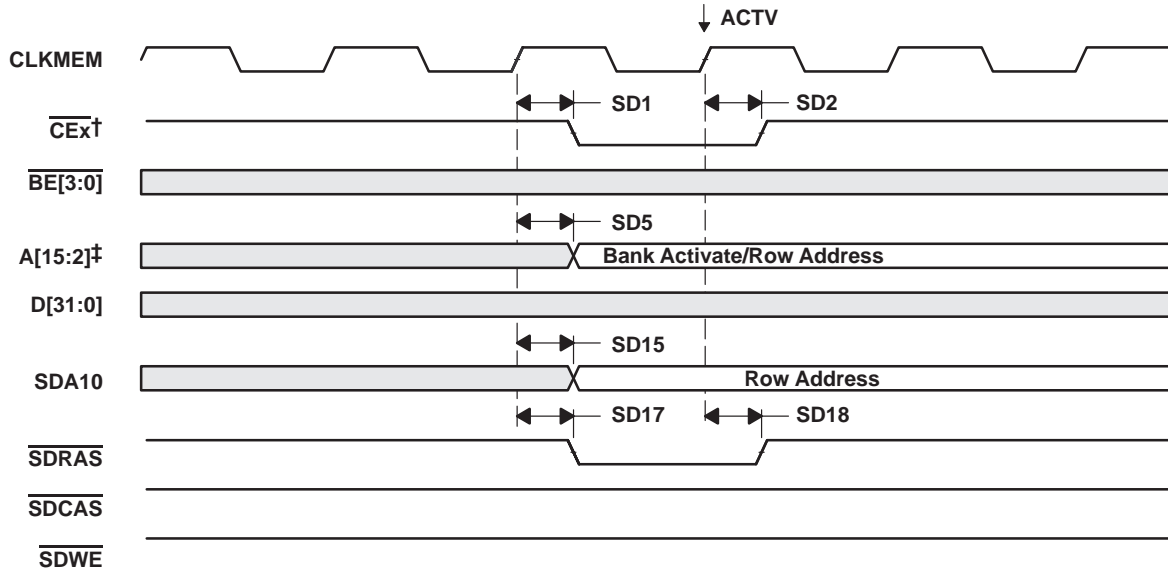 ACTV
CLKMEM
SD1 SD2
CEx†
BE[3:0]
SD5
A[15:2]‡ Bank Activate/Row Address
D[31:0]
SD15
SDA10 Row Address
SD17 SD18
SDRAS
SDCAS
SDWE